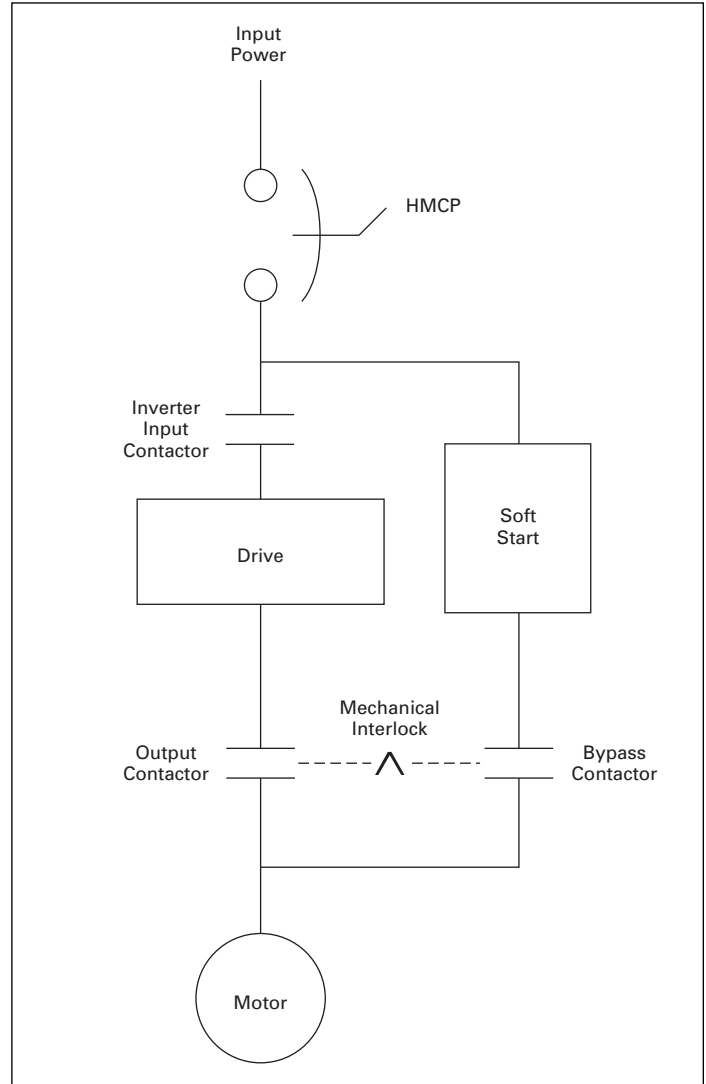 Input
Power
HMCP
Inverter
Input
Contactor
Soft
Start
Drive
Mechanical
Interlock
Output
Contactor
Bypass
Contactor
Motor